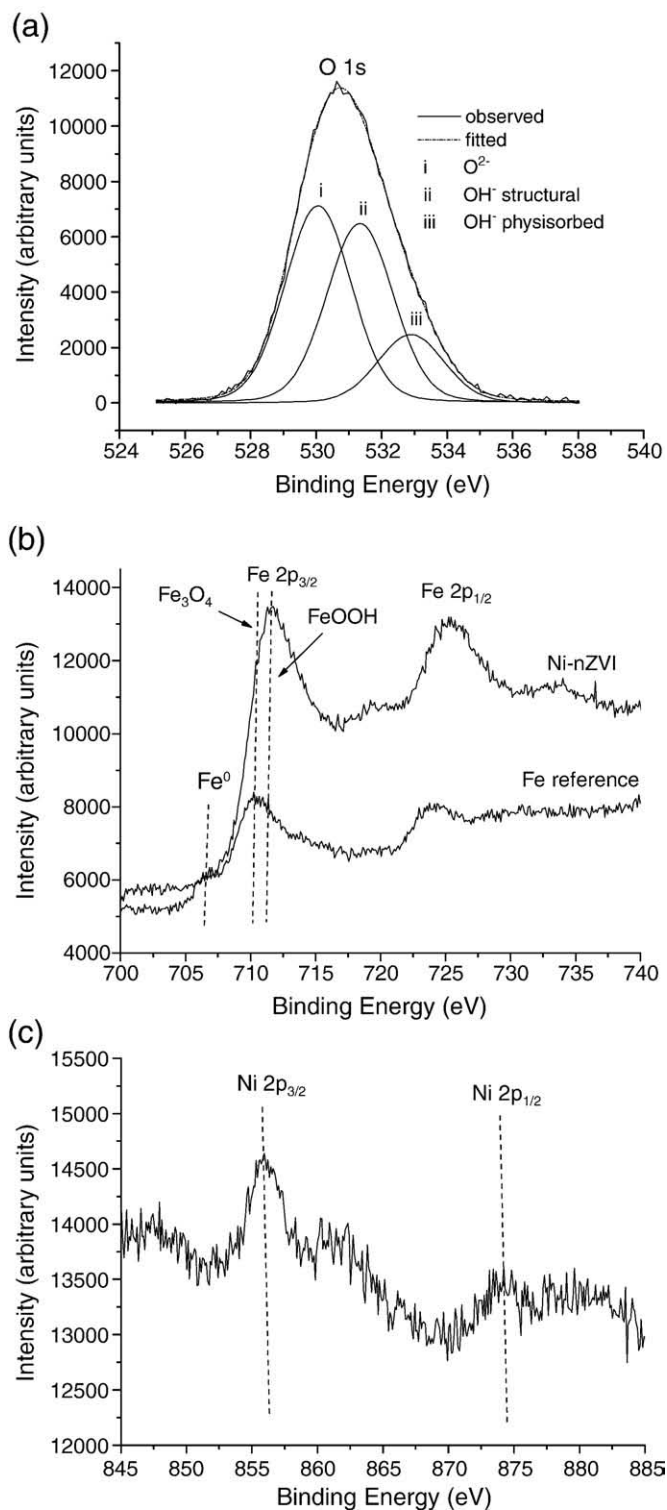 (a)
O 1s
observed
fitted
i O²⁻
ii OH⁻ structural
iii OH⁻ physisorbed
i
ii
iii
12000
10000
8000
6000
4000
2000
0
Intensity (arbitrary units)
524 526 528 530 532 534 536 538 540
Binding Energy (eV)
(b)
Fe 2p₃/₂
Fe₃O₄
FeOOH
Fe 2p₁/₂
Ni-nZVI
Fe⁰
Fe reference
14000
12000
10000
8000
6000
4000
Intensity (arbitrary units)
700 705 710 715 720 725 730 735 740
Binding Energy (eV)
(c)
Ni 2p₃/₂
Ni 2p₁/₂
15500
15000
14500
14000
13500
13000
12500
12000
Intensity (arbitrary units)
845 850 855 860 865 870 875 880 885
Binding Energy (eV)